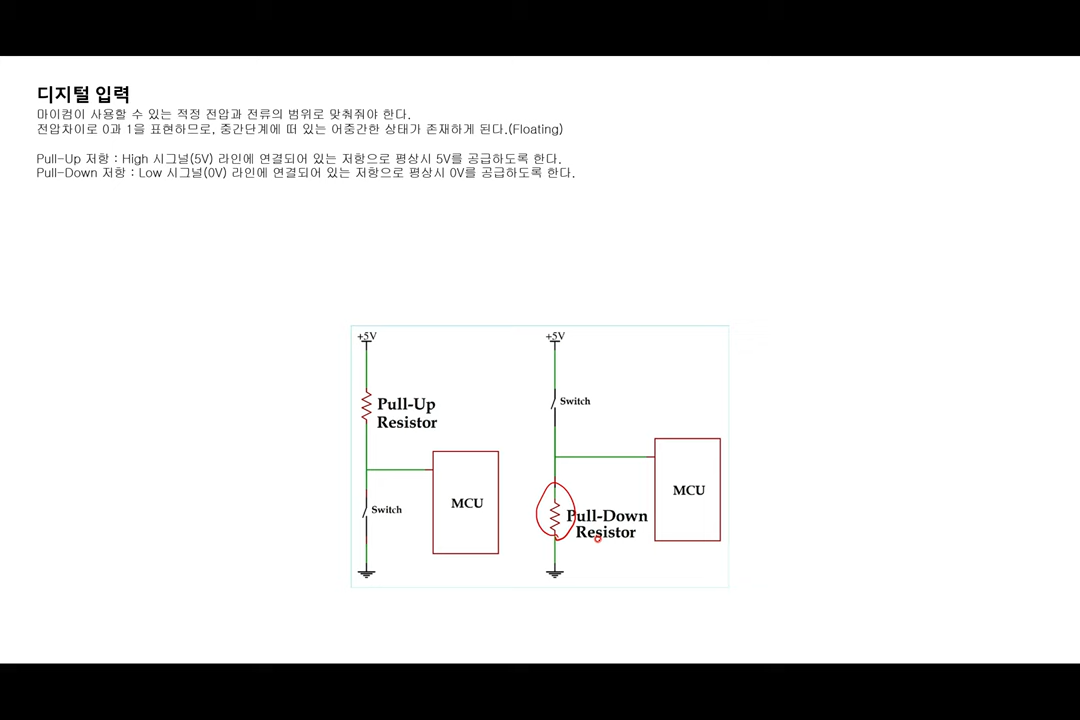 디지털 입력
마이컴이 사용할 수 있는 적정 전압과 전류의 범위로 맞춰줘야 한다.
전압차이로 0과 1을 표현하므로, 중간단계에 떠 있는 어중간한 상태가 존재하게 된다.(Floating)
Pull-Up 저항 : High 시그널(5V) 라인에 연결되어 있는 저항으로 평상시 5V를 공급하도록 한다.
Pull-Down 저항 : Low 시그널(0V) 라인에 연결되어 있는 저항으로 평상시 0V를 공급하도록 한다.
+5V
Pull-Up
Resistor
MCU
Switch
+5V
Switch
MCU
Pull-Down
Resistor